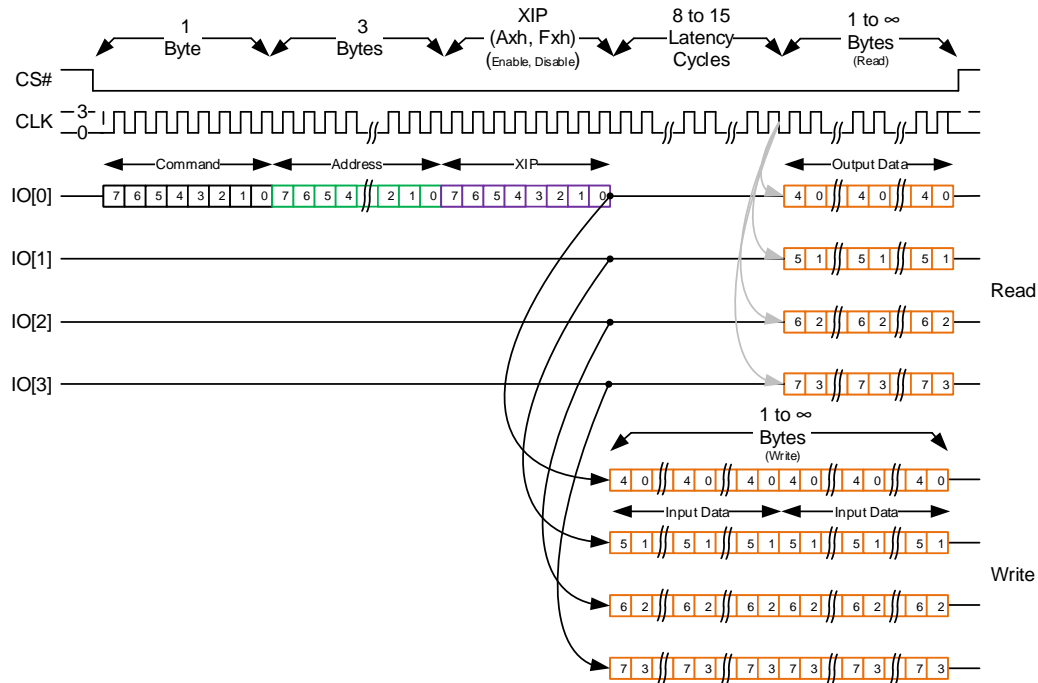 1 3 XIP 8 to 15 1 to ∞
Byte Bytes (Axh, Fxh) Latency Bytes
(Enable, Disable) Cycles (Read)
CS#
3
CLK
0
Command Address XIP Output Data
IO[0] 7 6 5 4 3 2 1 0 7 6 5 4 2 1 0 7 6 5 4 3 2 1 0 4 0 4 0 4 0
IO[1] 5 1 5 1 5 1
Read
IO[2] 6 2 6 2 6 2
IO[3] 7 3 7 3 7 3
1 to ∞
Bytes
(Write)
4 0 4 0 4 0 4 0 4 0 4 0
Input Data Input Data
5 1 5 1 5 1 5 1 5 1 5 1
Write
6 2 6 2 6 2 6 2 6 2 6 2
7 3 7 3 7 3 7 3 7 3 7 3